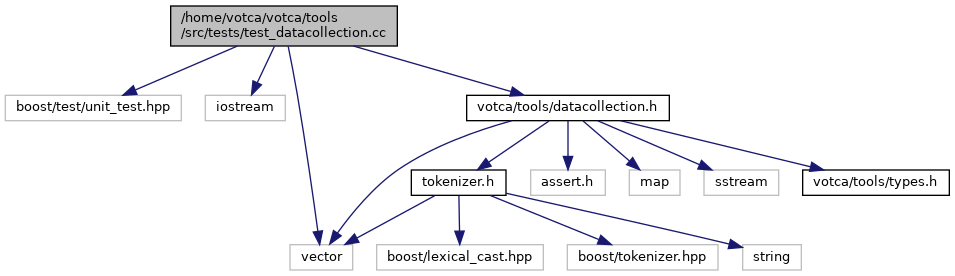 /home/votca/votca/tools
/src/tests/test_datacollection.cc
boost/test/unit_test.hpp
iostream
votca/tools/datacollection.h
tokenizer.h
assert.h
map
sstream
votca/tools/types.h
vector
boost/lexical_cast.hpp
boost/tokenizer.hpp
string